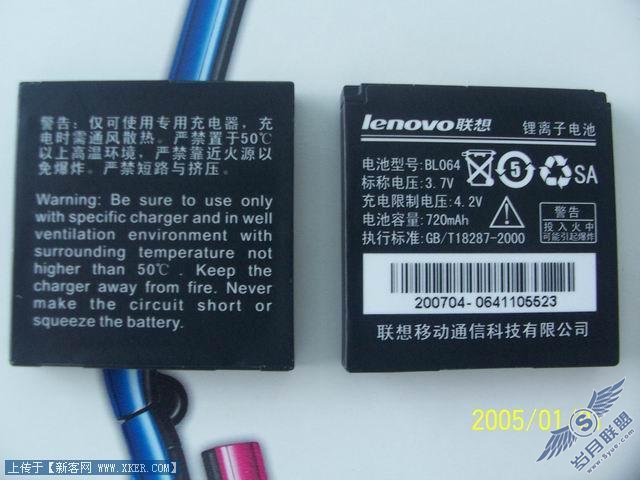 警告：仅可使用专用充电器，充
电时需通风散热。严禁置于50℃
以上高温环境，严禁靠近火源以
免爆炸。严禁短路与挤压。
Warning: Be sure to use only
with specific charger and in well
ventilation environment with
surrounding temperature not
higher than 50℃. Keep the
charger away from fire. Never
make the circuit short or
squeeze the battery.
lenovo联想 锂离子电池
电池型号: BL064
标称电压: 3.7V
充电限制电压: 4.2V
电池容量: 720mAh
执行标准: GB/T18287-2000
5
SA
警告
投入火中
可能引起爆炸
200704-0641105523
联想移动通信科技有限公司
2005/01
岁月联盟
www.5yue.com
上传于【新客网 www.XKER.com】